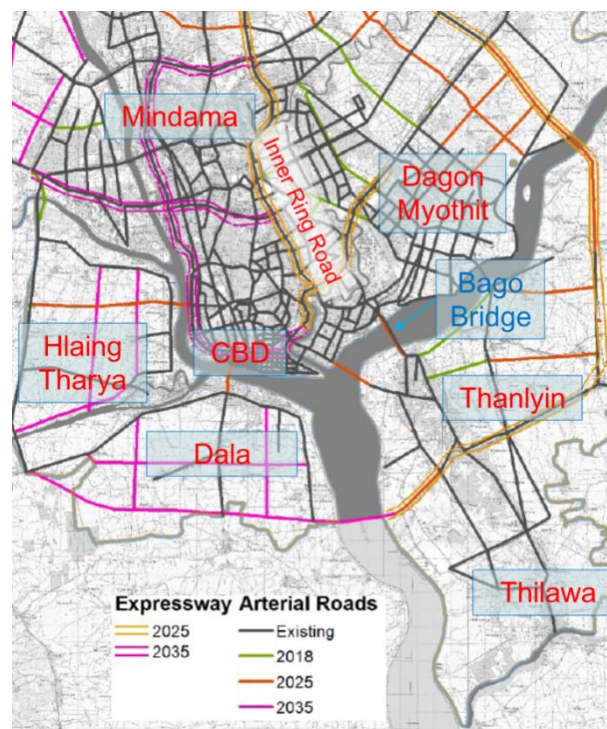 Mindama
Inner Ring Road
Dagon
Myothit
Bago
Bridge
Hlaing
Tharya
CBD
Thanlyin
Dala
Thilawa
Expressway
2025
2035
Arterial Roads
Existing
2018
2025
2035